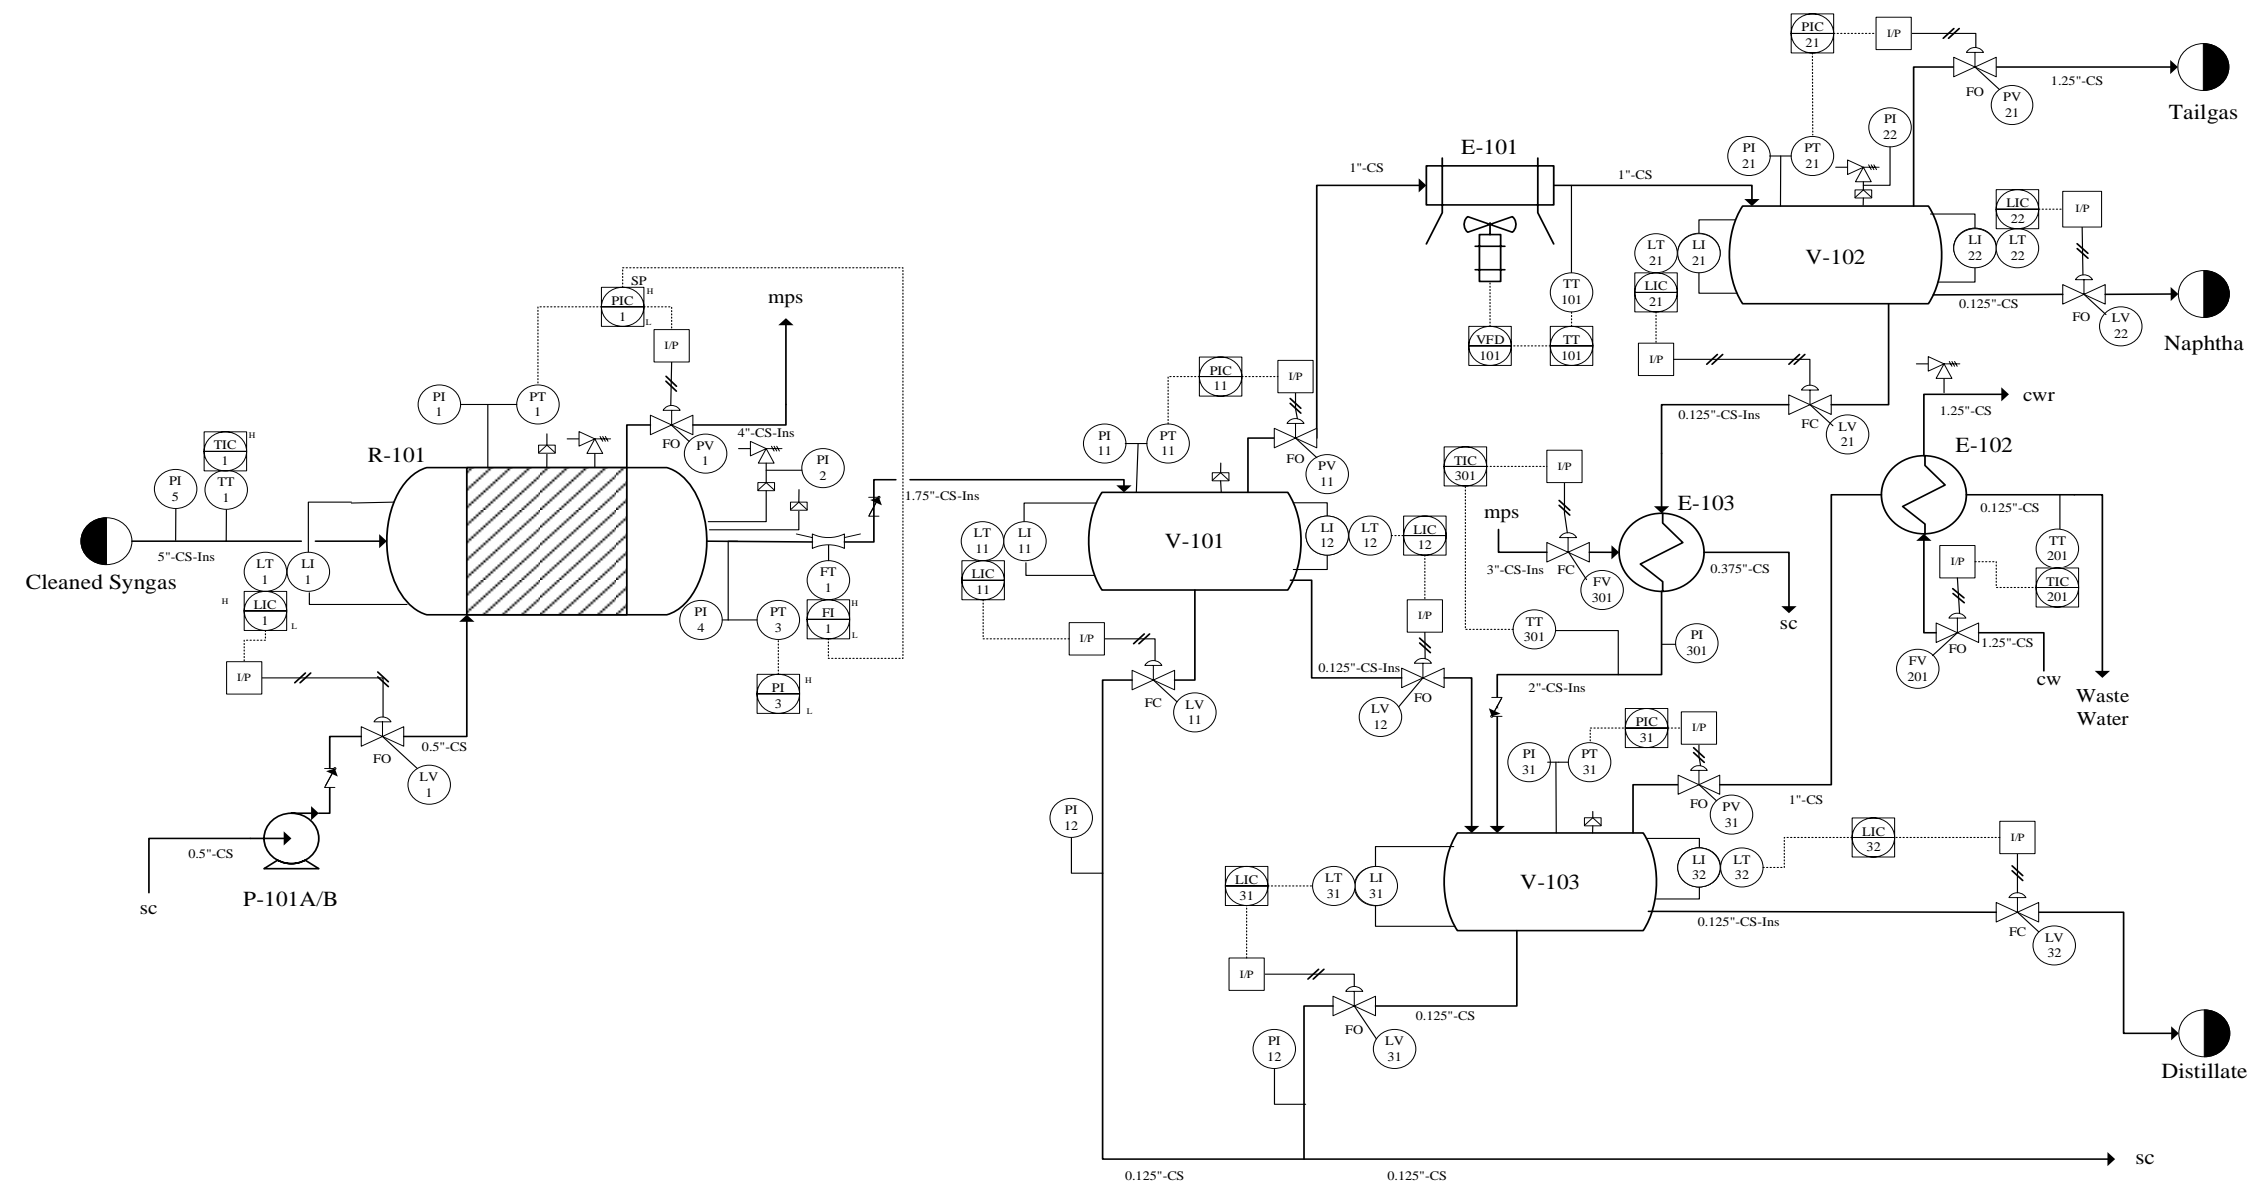 PIC
21
I/P
1.25"-CS
FO
PV
21
Tailgas
PI
22
PI
21
PT
21
E-101
1"-CS
1"-CS
LIC
22
I/P
LT
21
LI
21
V-102
LI
22
LT
22
LIC
21
TT
101
0.125"-CS
FO
LV
22
Naphtha
VFD
101
TT
101
I/P
0.125"-CS-Ins
FC
LV
21
1.25"-CS
cwr
E-102
SP
PIC
1
H
L
mps
I/P
PI
1
PT
1
FO
PV
1
4"-CS-Ins
PI
2
TIC
1
H
R-101
PI
5
TT
1
5"-CS-Ins
Cleaned Syngas
LT
1
LI
1
LIC
1
H
L
I/P
FO
LV
1
0.5"-CS
0.5"-CS
sc
P-101A/B
1.75"-CS-Ins
FT
1
FI
1
H
L
PI
4
PT
3
PI
3
H
L
PIC
11
I/P
PI
11
PT
11
FO
PV
11
LT
11
LI
11
V-101
LI
12
LT
12
LIC
12
LIC
11
I/P
I/P
FC
LV
11
0.125"-CS-Ins
FO
LV
12
TIC
301
I/P
E-103
mps
3"-CS-Ins
FC
FV
301
0.375"-CS
sc
TT
301
PI
301
2"-CS-Ins
0.125"-CS
TT
201
TIC
201
I/P
FO
FV
201
1.25"-CS
cw
Waste
Water
PIC
31
I/P
PI
31
PT
31
FO
PV
31
1"-CS
PI
12
LIC
31
LT
31
LI
31
V-103
LI
32
LT
32
LIC
32
I/P
0.125"-CS-Ins
FC
LV
32
I/P
FO
LV
31
0.125"-CS
PI
12
Distillate
0.125"-CS
0.125"-CS
sc